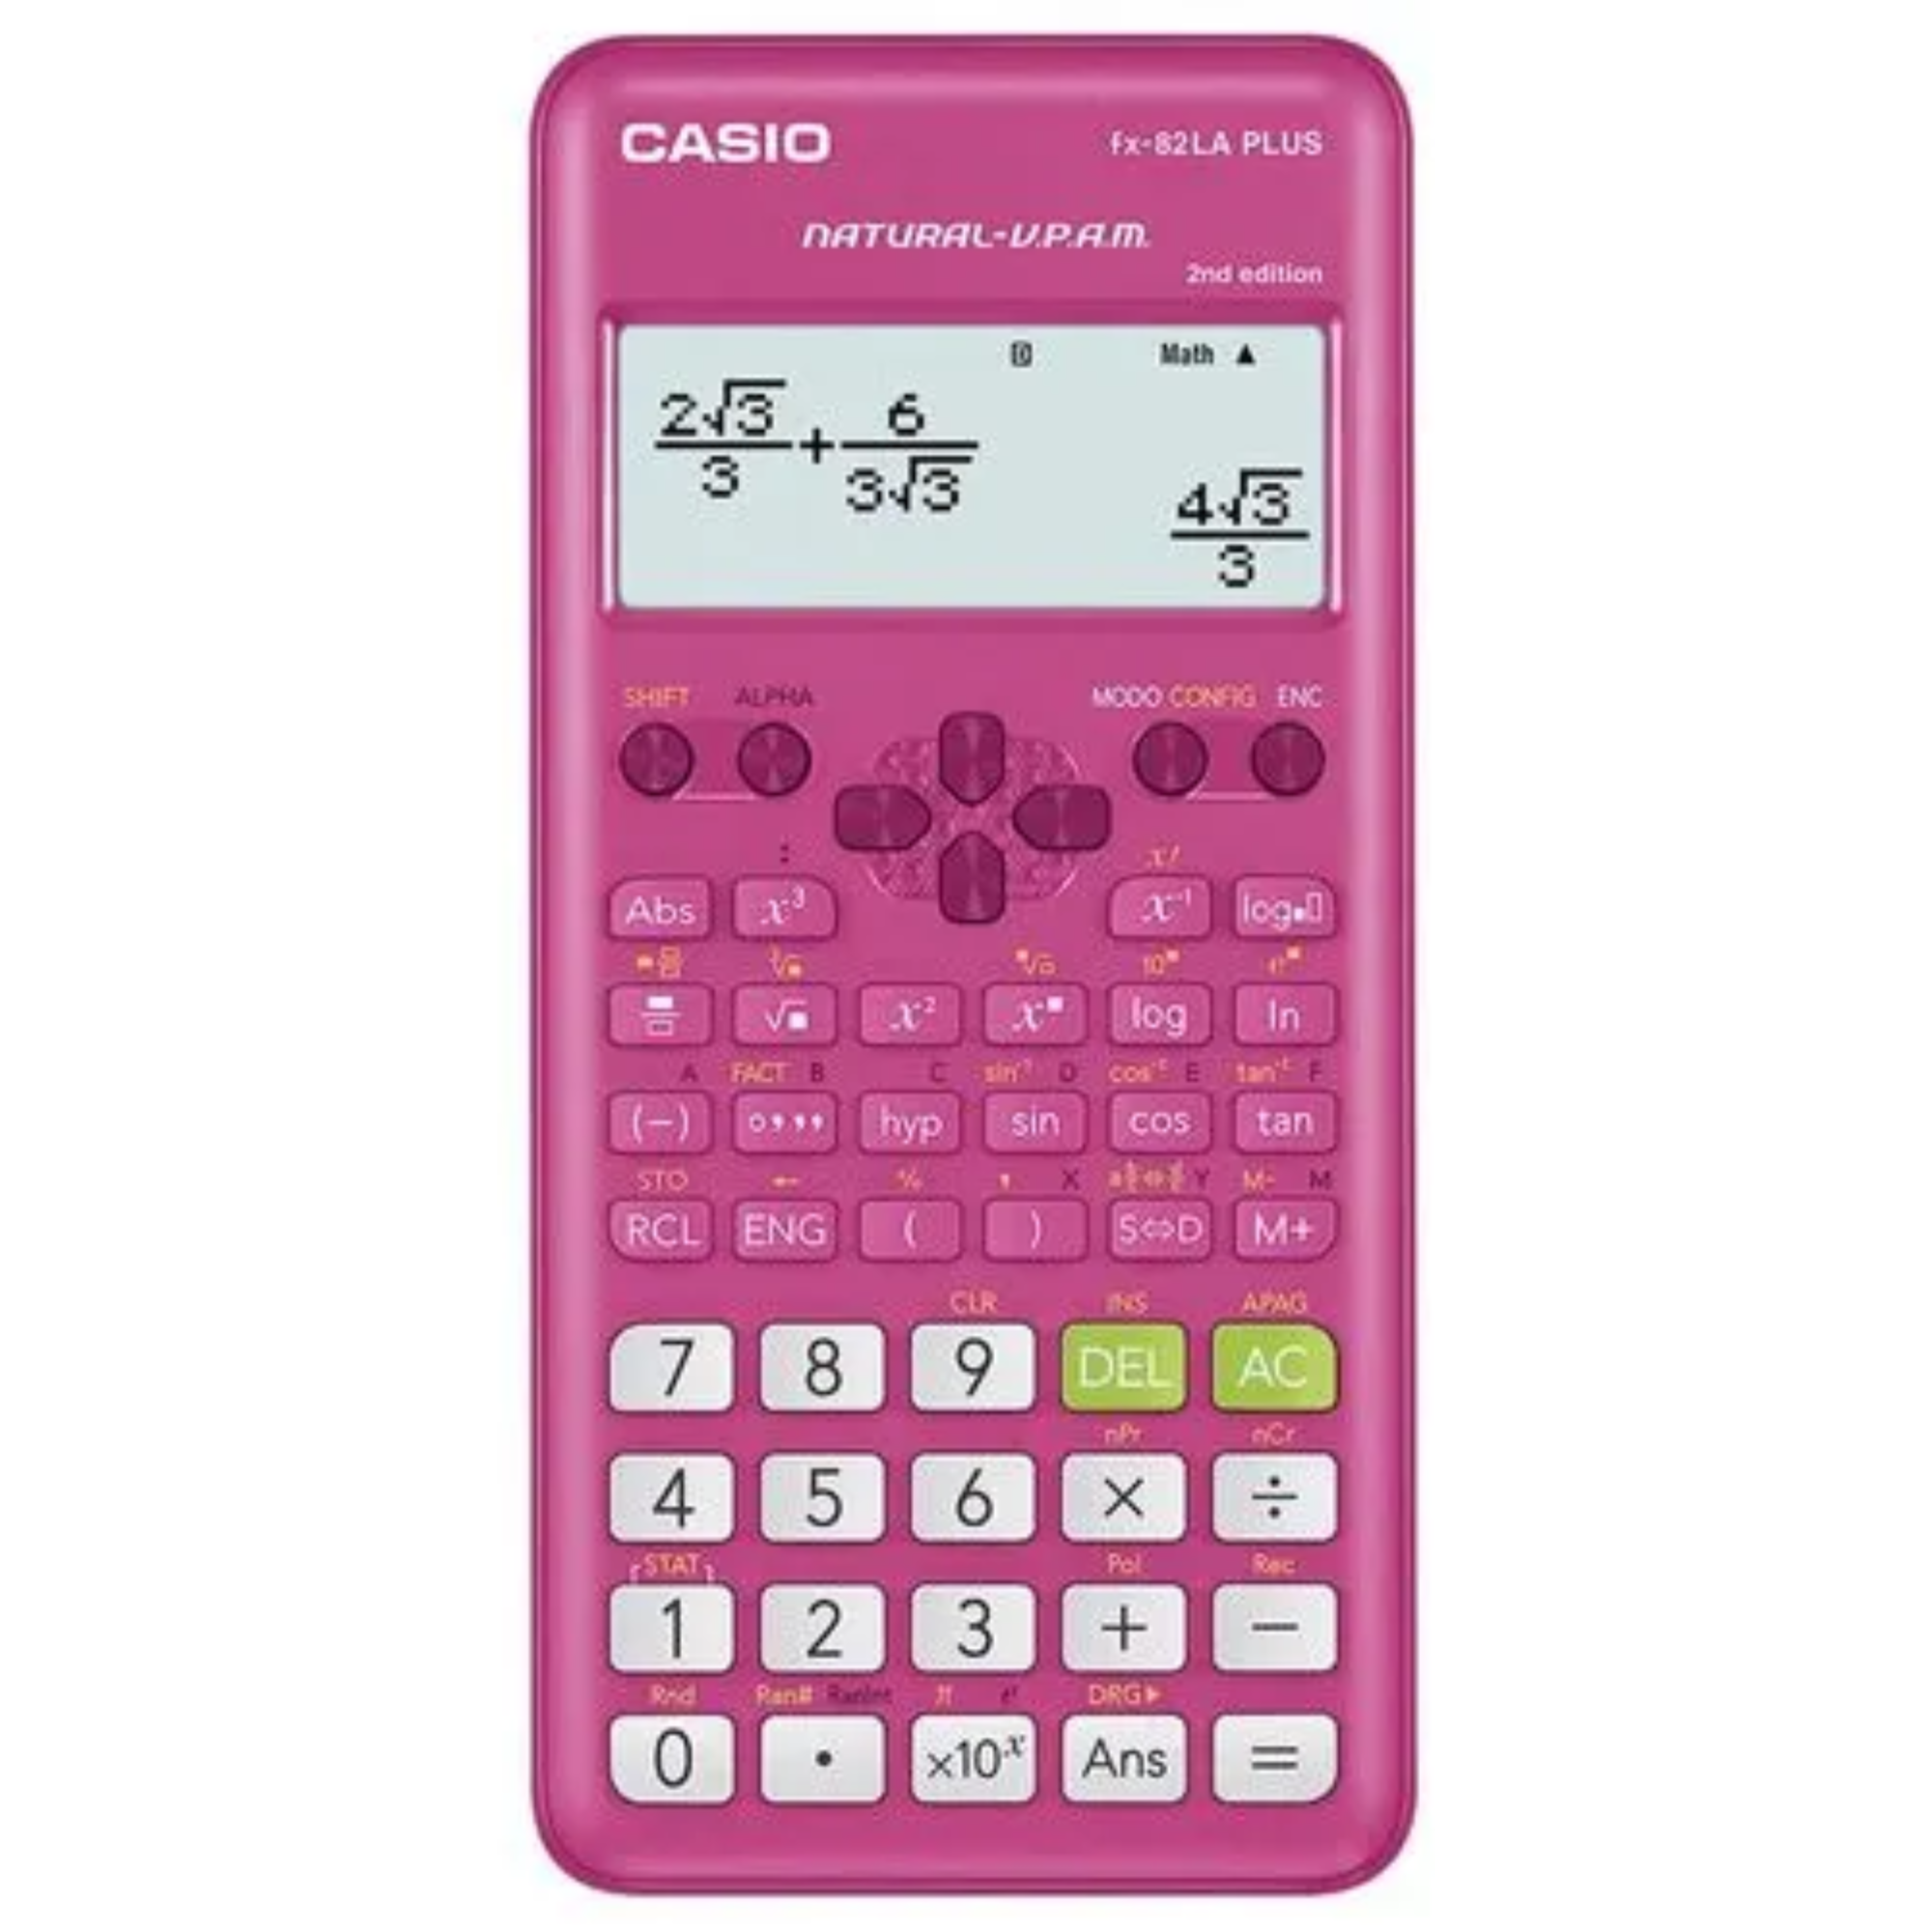 CASIO fx-82LA PLUS
NATURAL-V.P.A.M.
2nd edition
D Math ▲
2√3/3+6/3√3
4√3/3
SHIFT ALPHA MODO CONFIG ENC
: x!
Abs x³ x⁻¹ log▪▯
³√▪ ▪√▫ 10▪ e▪
√▪ x² x▪ log ln
A FACT B C sin⁻¹ D cos⁻¹ E tan⁻¹ F
(−) ° ’ ’’ hyp sin cos tan
STO ← % , X Y M- M
RCL ENG ( ) S⇔D M+
CLR INS APAG
7 8 9 DEL AC
nPr nCr
4 5 6 × ÷
STAT Pol Rec
1 2 3 + −
Rnd Ran# RanInt π e DRG▶
0 • ×10ˣ Ans =